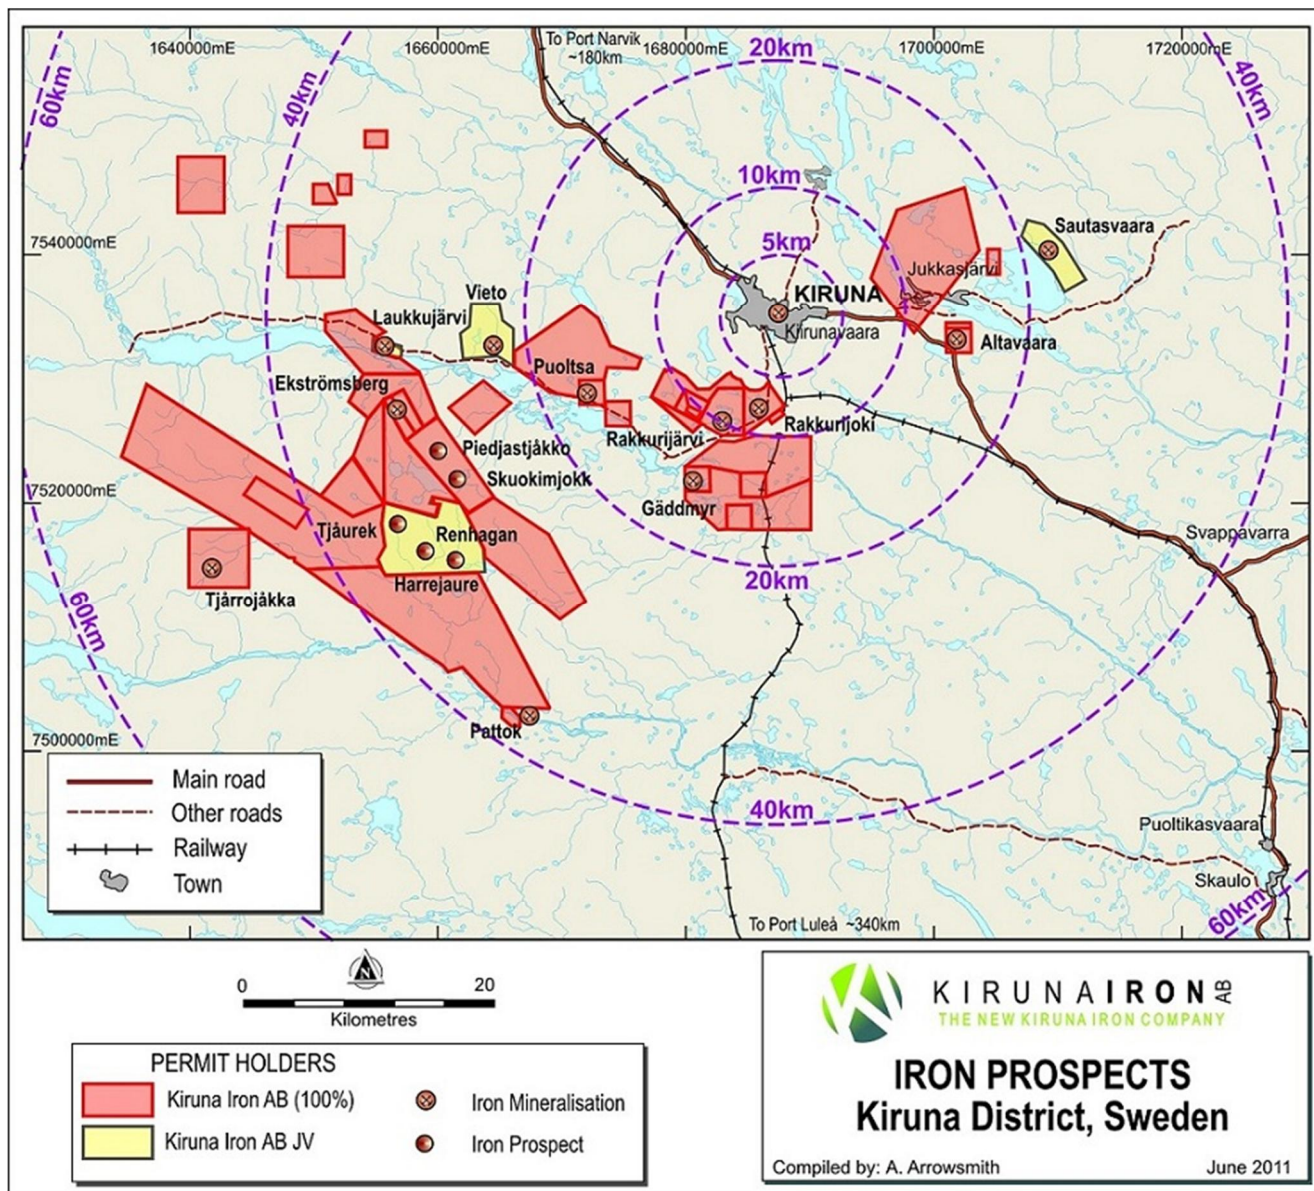 1640000mE
1660000mE
To Port Narvik
~180km
1680000mE
20km
1700000mE
1720000mE
60km
40km
40km
10km
7540000mE
5km
Sautasvaara
Jukkasjärvi
KIRUNA
Kiirunavaara
Vieto
Laukkujärvi
Altavaara
Puoltsa
Ekströmsberg
Rakkurijärvi
Rakkurijoki
Piedjastjåkko
Skuokimjokk
7520000mE
Gäddmyr
Tjåurek
Renhagan
Svappavarra
Harrejaure
20km
Tjårrojåkka
60km
Pattok
7500000mE
40km
Puoltikasvaara
Skaulo
60km
To Port Luleå ~340km
Main road
Other roads
Railway
Town
0 20
N
Kilometres
PERMIT HOLDERS
Kiruna Iron AB (100%)
Iron Mineralisation
Kiruna Iron AB JV
Iron Prospect
KIRUNAIRON AB
THE NEW KIRUNA IRON COMPANY
IRON PROSPECTS
Kiruna District, Sweden
Compiled by: A. Arrowsmith June 2011